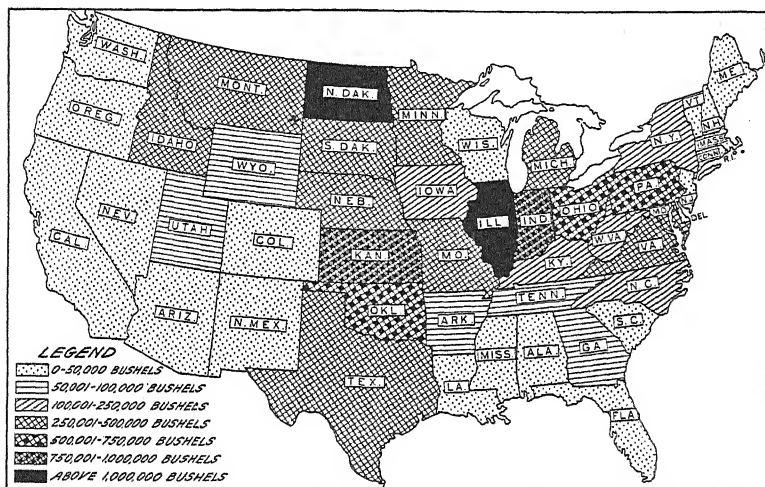 WASH.
MONT.
N. DAK.
MINN.
ME.
VT.
N.H.
OREG.
IDAHO
S. DAK.
WIS.
MICH.
N.Y.
MAS.
CNN.
R.I.
WYO.
IOWA
PA.
NEB.
NEV.
UTAH
COL.
ILL.
IND.
OHIO
DEL
CAL.
KAN.
MO.
W.VA.
VA.
KY.
ARIZ.
N. MEX.
OKL.
ARK.
TENN.
N.C.
S.C.
TEX.
LA.
MISS.
ALA.
GA.
FLA.
LEGEND
0-50,000 BUSHELS
50,001-100,000 BUSHELS
100,001-250,000 BUSHELS
250,001-500,000 BUSHELS
500,001-750,000 BUSHELS
750,001-1,000,000 BUSHELS
ABOVE 1,000,000 BUSHELS